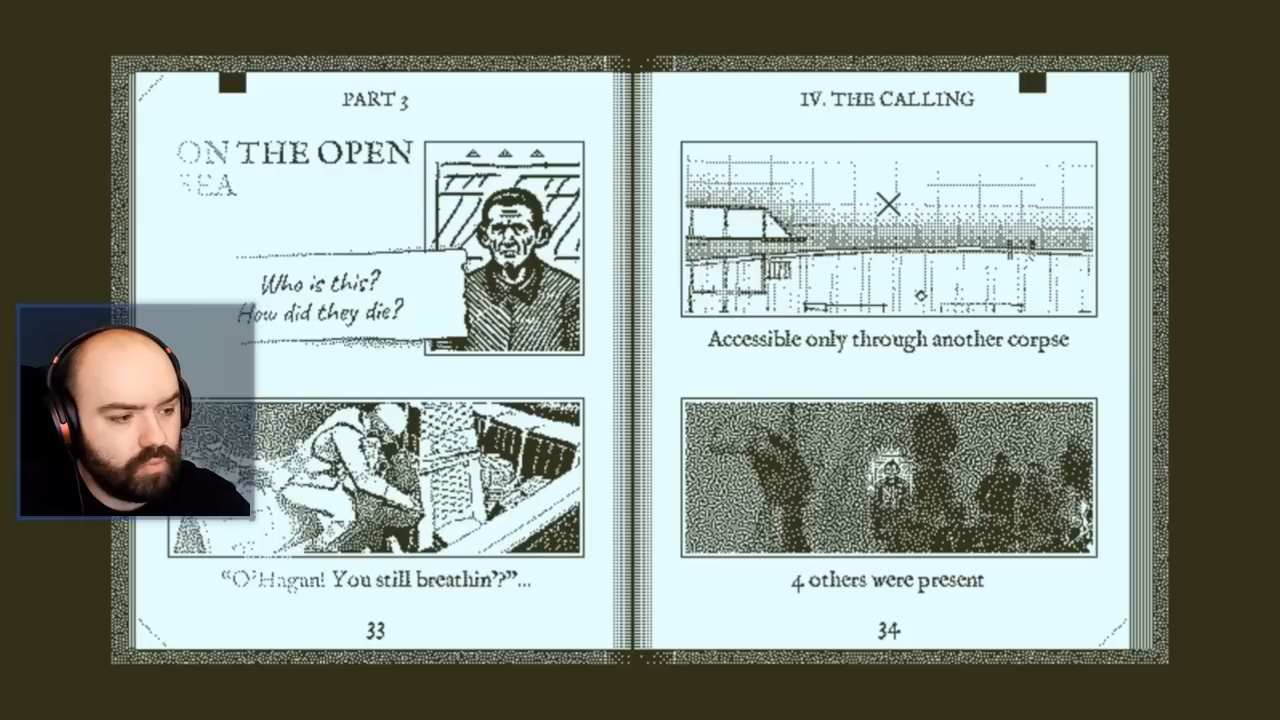 PART 3
ON THE OPEN
SEA
Who is this?
How did they die?
"O'Hagan! You still breathin'?"...
33
IV. THE CALLING
Accessible only through another corpse
4 others were present
34